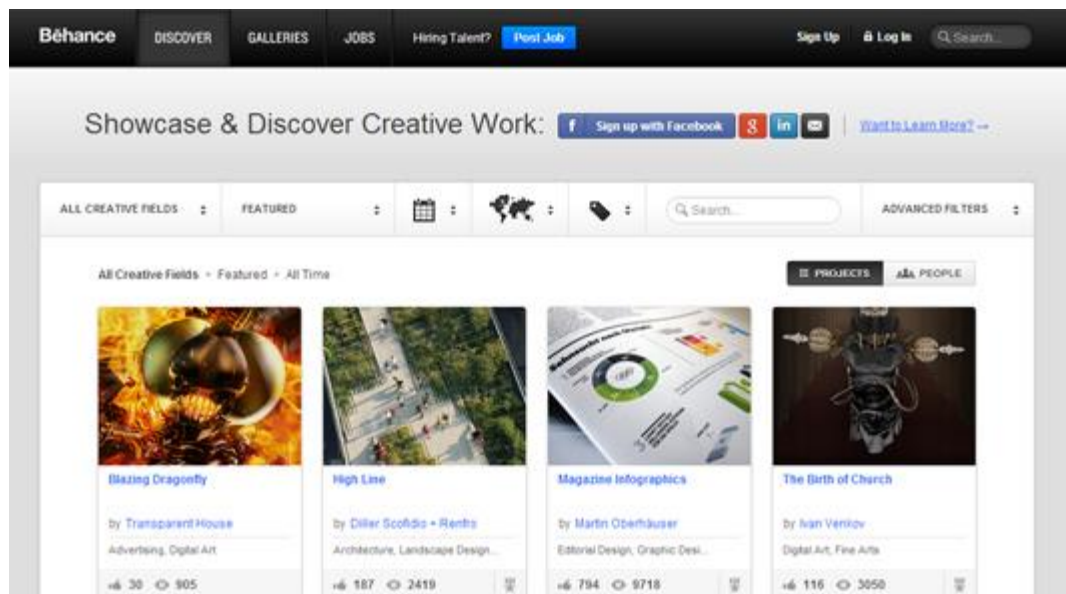 Bēhance DISCOVER GALLERIES JOBS Hiring Talent? Post Job Sign Up Log In Search...
Showcase & Discover Creative Work: f Sign up with Facebook 8 in Want to Learn More? →
ALL CREATIVE FIELDS FEATURED Search... ADVANCED FILTERS
All Creative Fields • Featured • All Time PROJECTS PEOPLE
Blazing Dragonfly High Line Magazine Infographics The Birth of Church
by Transparent House by Diller Scofidio + Renfro by Martin Oberhäuser by Ivan Venkov
Advertising, Digital Art Architecture, Landscape Design... Editorial Design, Graphic Desi... Digital Art, Fine Arts
30 905 187 2419 794 9718 116 3050